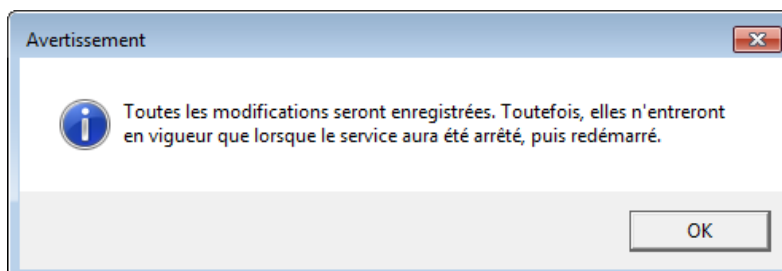 Avertissement
Toutes les modifications seront enregistrées. Toutefois, elles n'entreront
en vigueur que lorsque le service aura été arrêté, puis redémarré.
OK